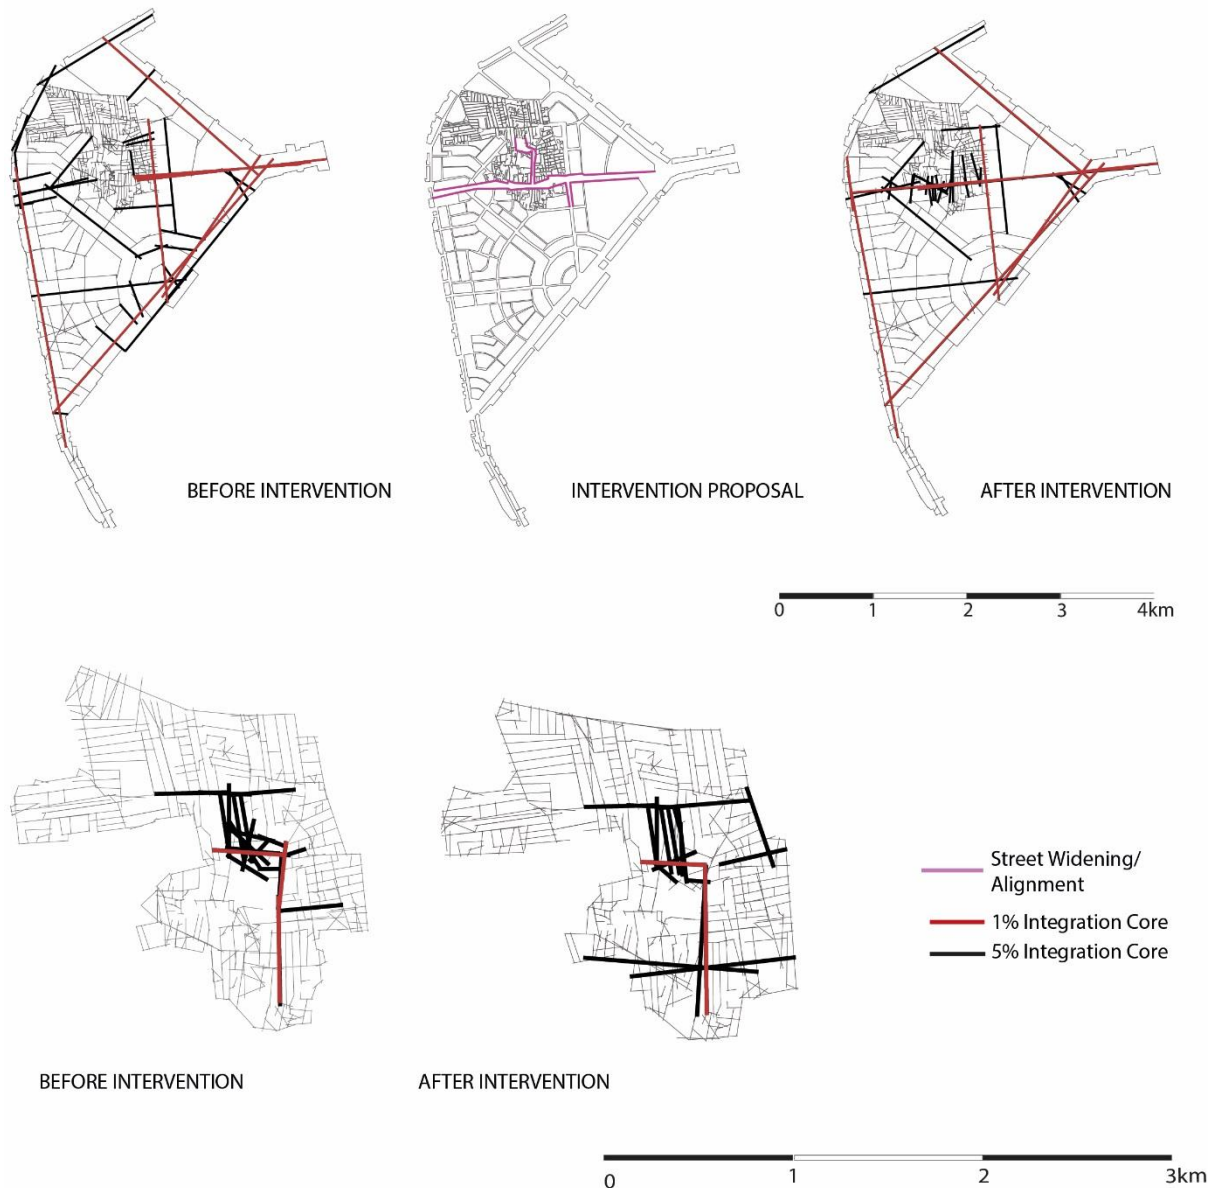 BEFORE INTERVENTION
INTERVENTION PROPOSAL
AFTER INTERVENTION
0 1 2 3 4km
Street Widening/
Alignment
1% Integration Core
5% Integration Core
BEFORE INTERVENTION
AFTER INTERVENTION
0 1 2 3km